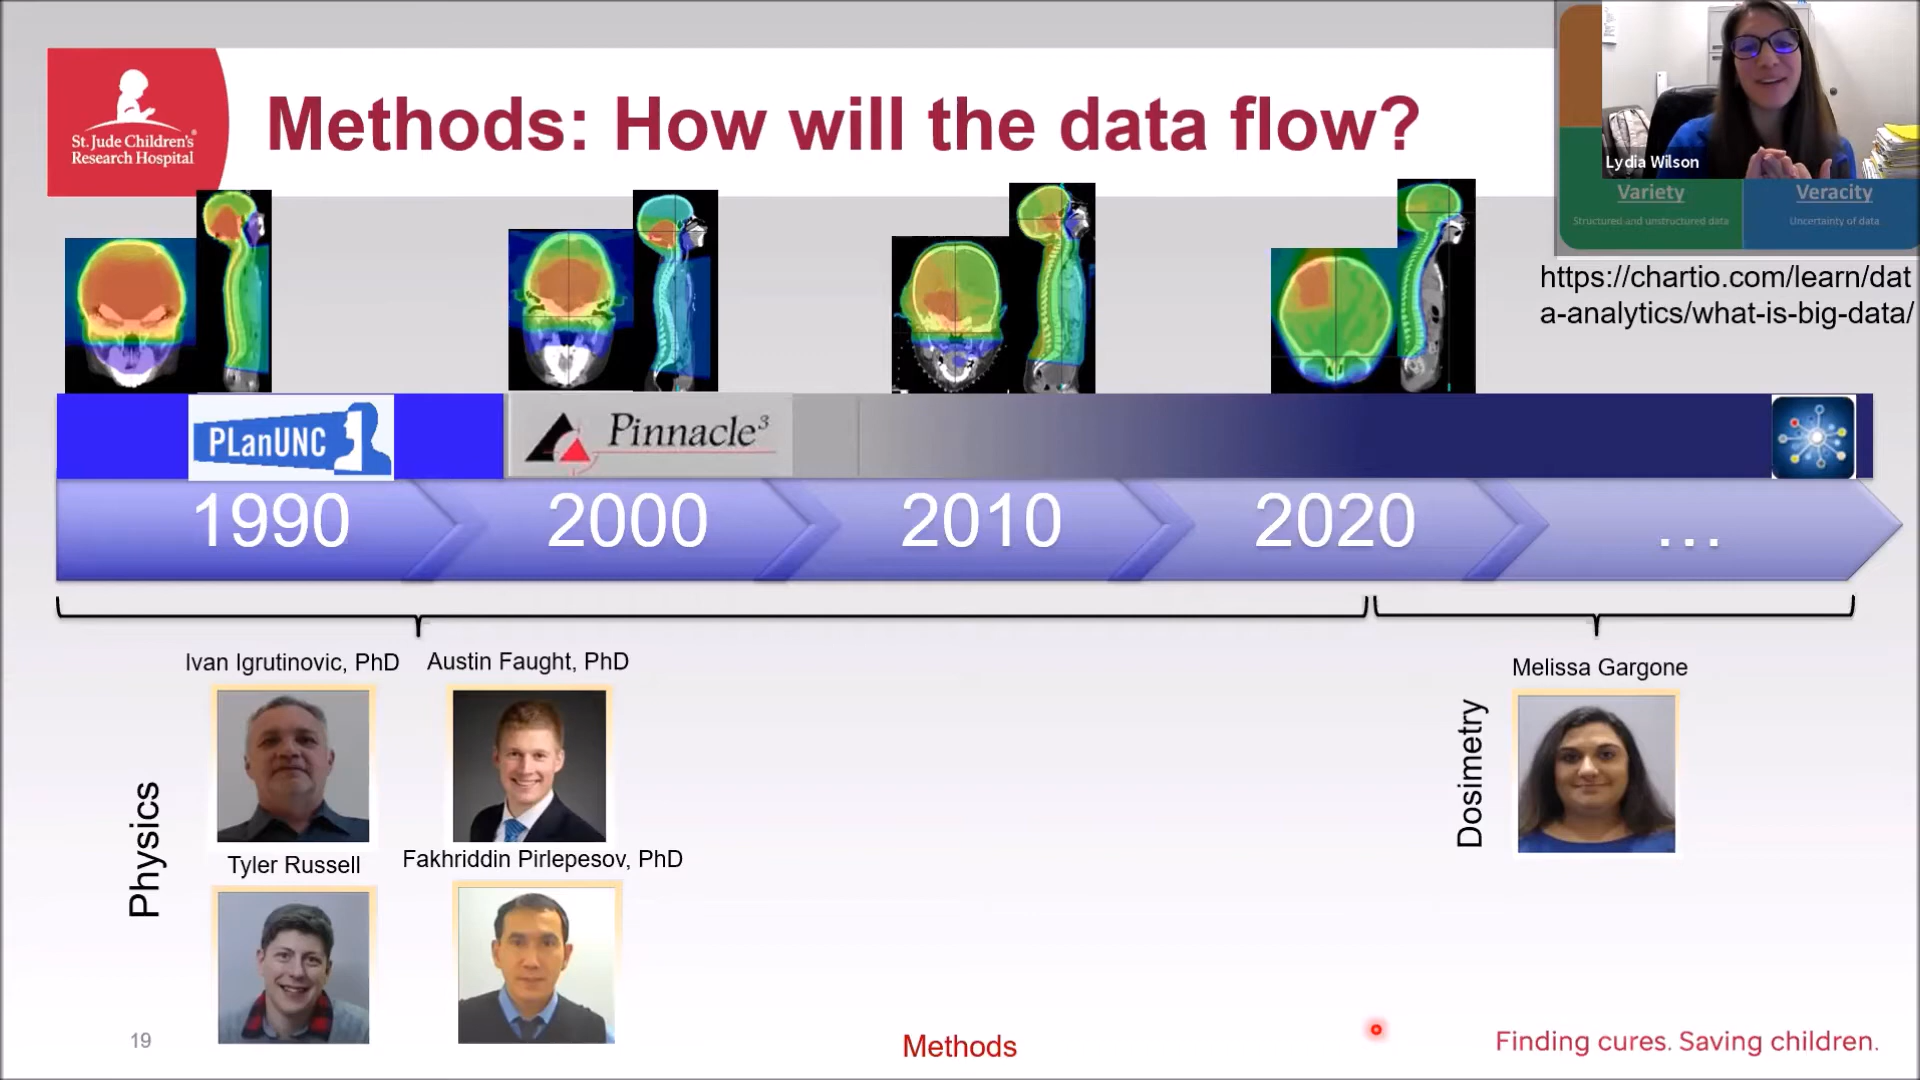 St. Jude Children's®
Research Hospital
Methods: How will the data flow?
Lydia Wilson
Variety
Structured and unstructured data
Veracity
Uncertainty of data
https://chartio.com/learn/dat
a-analytics/what-is-big-data/
PLanUNC
Pinnacle³
1990
2000
2010
2020
...
Ivan Igrutinovic, PhD
Austin Faught, PhD
Melissa Gargone
Physics
Dosimetry
Tyler Russell
Fakhriddin Pirlepesov, PhD
19
Methods
Finding cures. Saving children.